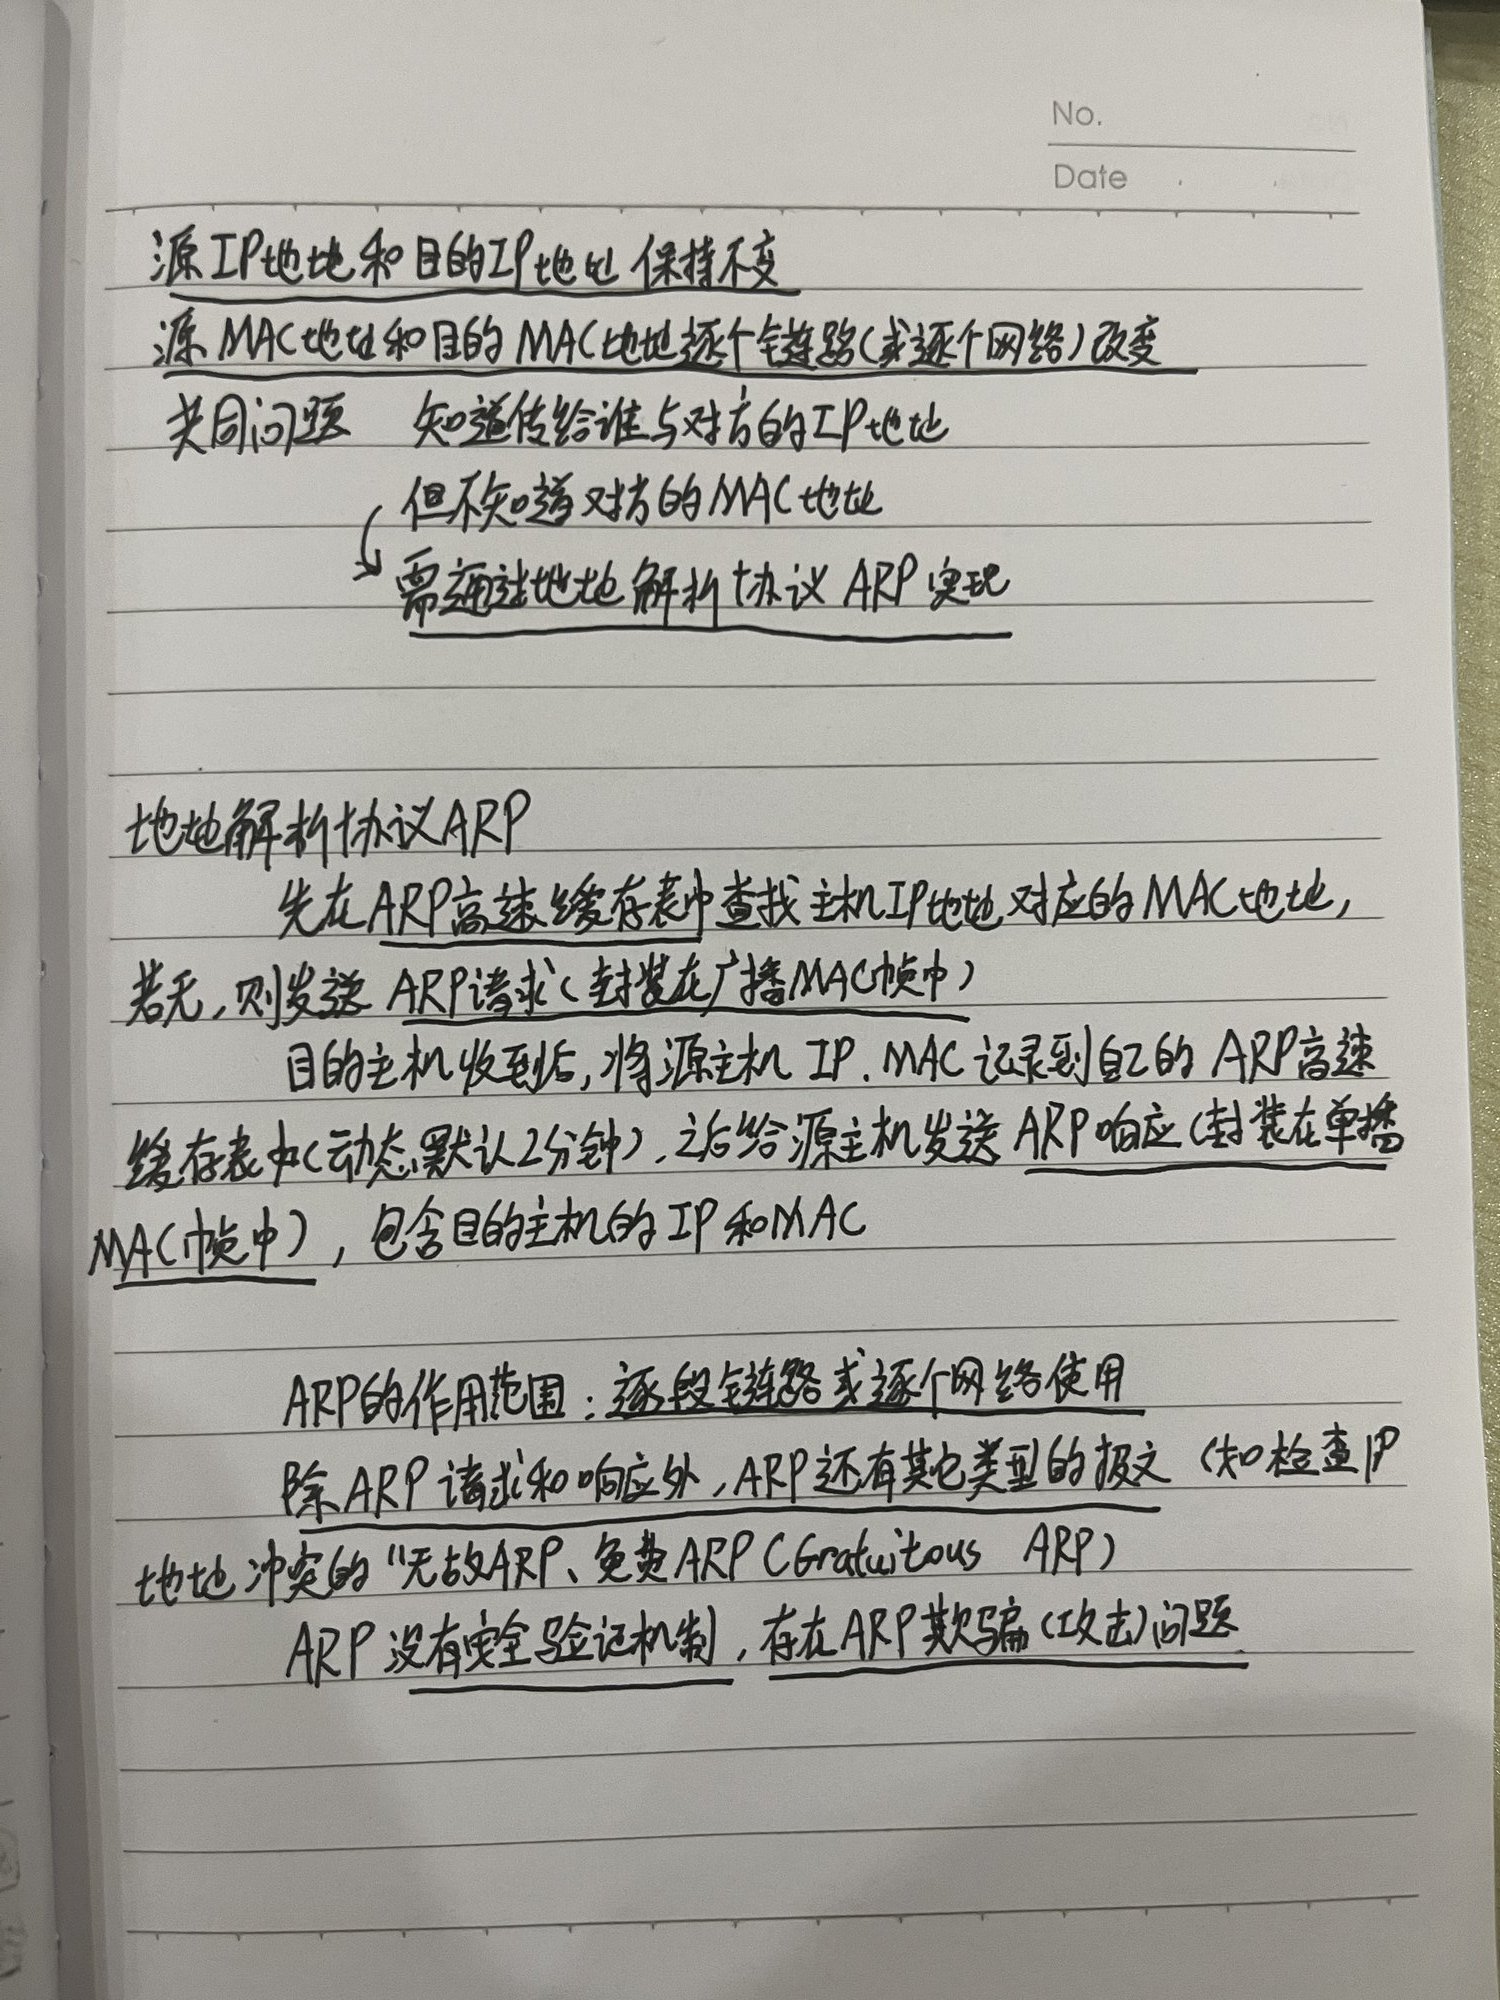 No.
Date
源IP地址和目的IP地址保持不变
源MAC地址和目的MAC地址逐个链路(或逐个网络)改变
共同问题 知道传给谁与对方的IP地址
但不知道对方的MAC地址
需通过地址解析协议ARP实现
地址解析协议ARP
先在ARP高速缓存表中查找主机IP地址对应的MAC地址,
若无,则发送ARP请求(封装在广播MAC帧中)
目的主机收到后,将源主机IP、MAC记录到自己的ARP高速
缓存表中(动态,默认2分钟),之后给源主机发送ARP响应(封装在单播
MAC帧中),包含目的主机的IP和MAC
ARP的作用范围:逐段链路或逐个网络使用
除ARP请求和响应外,ARP还有其它类型的报文(如检查IP
地址冲突的“无故ARP、免费ARP(Gratuitous ARP)
ARP没有安全验证机制,存在ARP欺骗(攻击)问题